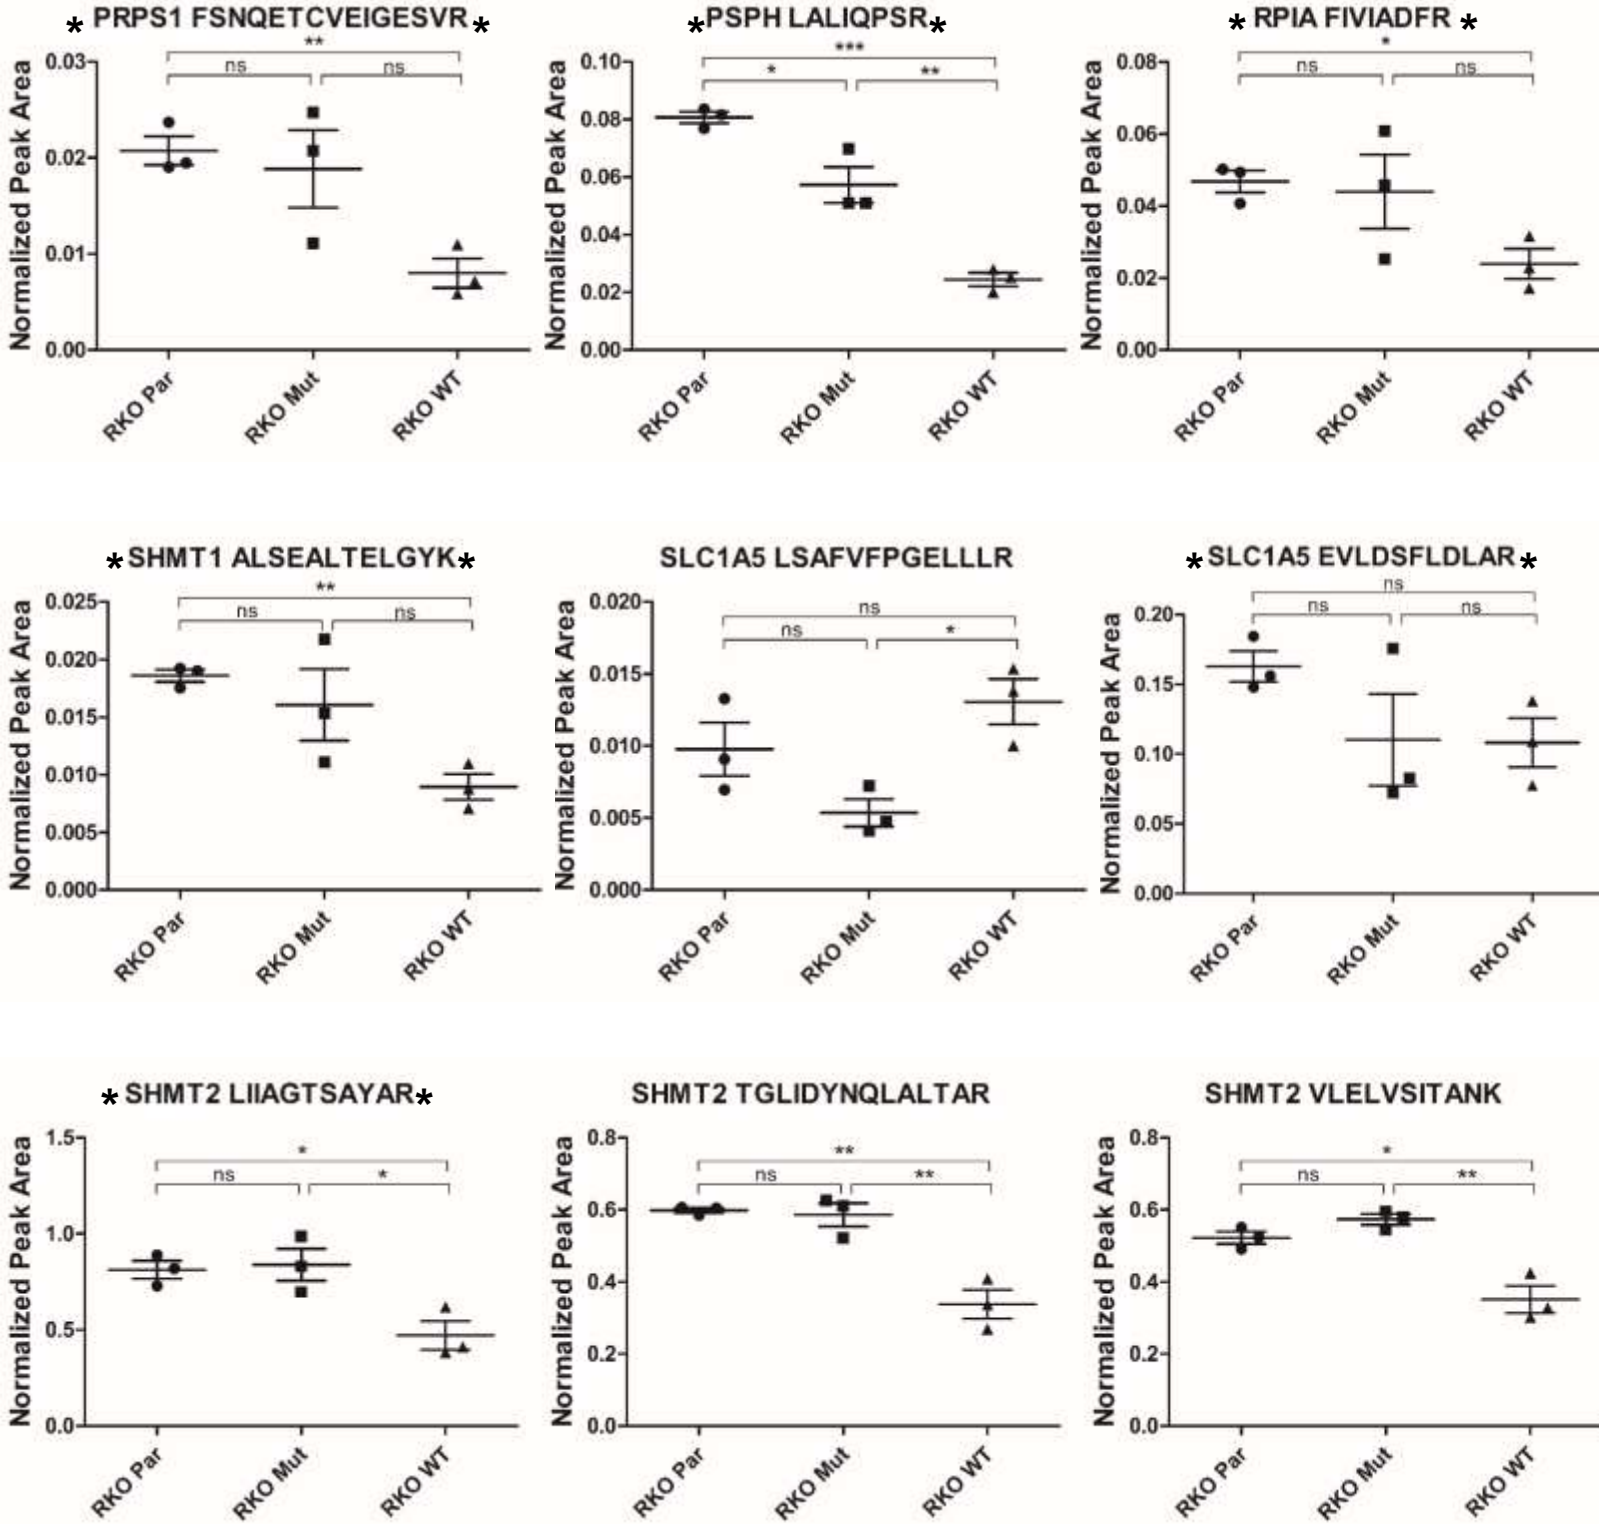 * PRPS1 FSNQETCVEIGESVR *
**
ns
ns
Normalized Peak Area
0.03
0.02
0.01
0.00
RKO Par
RKO Mut
RKO WT
*PSPH LALIQPSR*
***
*
**
Normalized Peak Area
0.10
0.08
0.06
0.04
0.02
0.00
RKO Par
RKO Mut
RKO WT
* RPIA FIVIADFR *
*
ns
ns
Normalized Peak Area
0.08
0.06
0.04
0.02
0.00
RKO Par
RKO Mut
RKO WT
*SHMT1 ALSEALTELGYK*
**
ns
ns
Normalized Peak Area
0.025
0.020
0.015
0.010
0.005
0.000
RKO Par
RKO Mut
RKO WT
SLC1A5 LSAFVFPGELLLR
ns
ns
*
Normalized Peak Area
0.020
0.015
0.010
0.005
0.000
RKO Par
RKO Mut
RKO WT
*SLC1A5 EVLDSFLDLAR*
ns
ns
ns
Normalized Peak Area
0.20
0.15
0.10
0.05
0.00
RKO Par
RKO Mut
RKO WT
*SHMT2 LIIAGTSAYAR*
*
ns
*
Normalized Peak Area
1.5
1.0
0.5
0.0
RKO Par
RKO Mut
RKO WT
SHMT2 TGLIDYNQLALTAR
**
ns
**
Normalized Peak Area
0.8
0.6
0.4
0.2
0.0
RKO Par
RKO Mut
RKO WT
SHMT2 VLELVSITANK
*
ns
**
Normalized Peak Area
0.8
0.6
0.4
0.2
0.0
RKO Par
RKO Mut
RKO WT